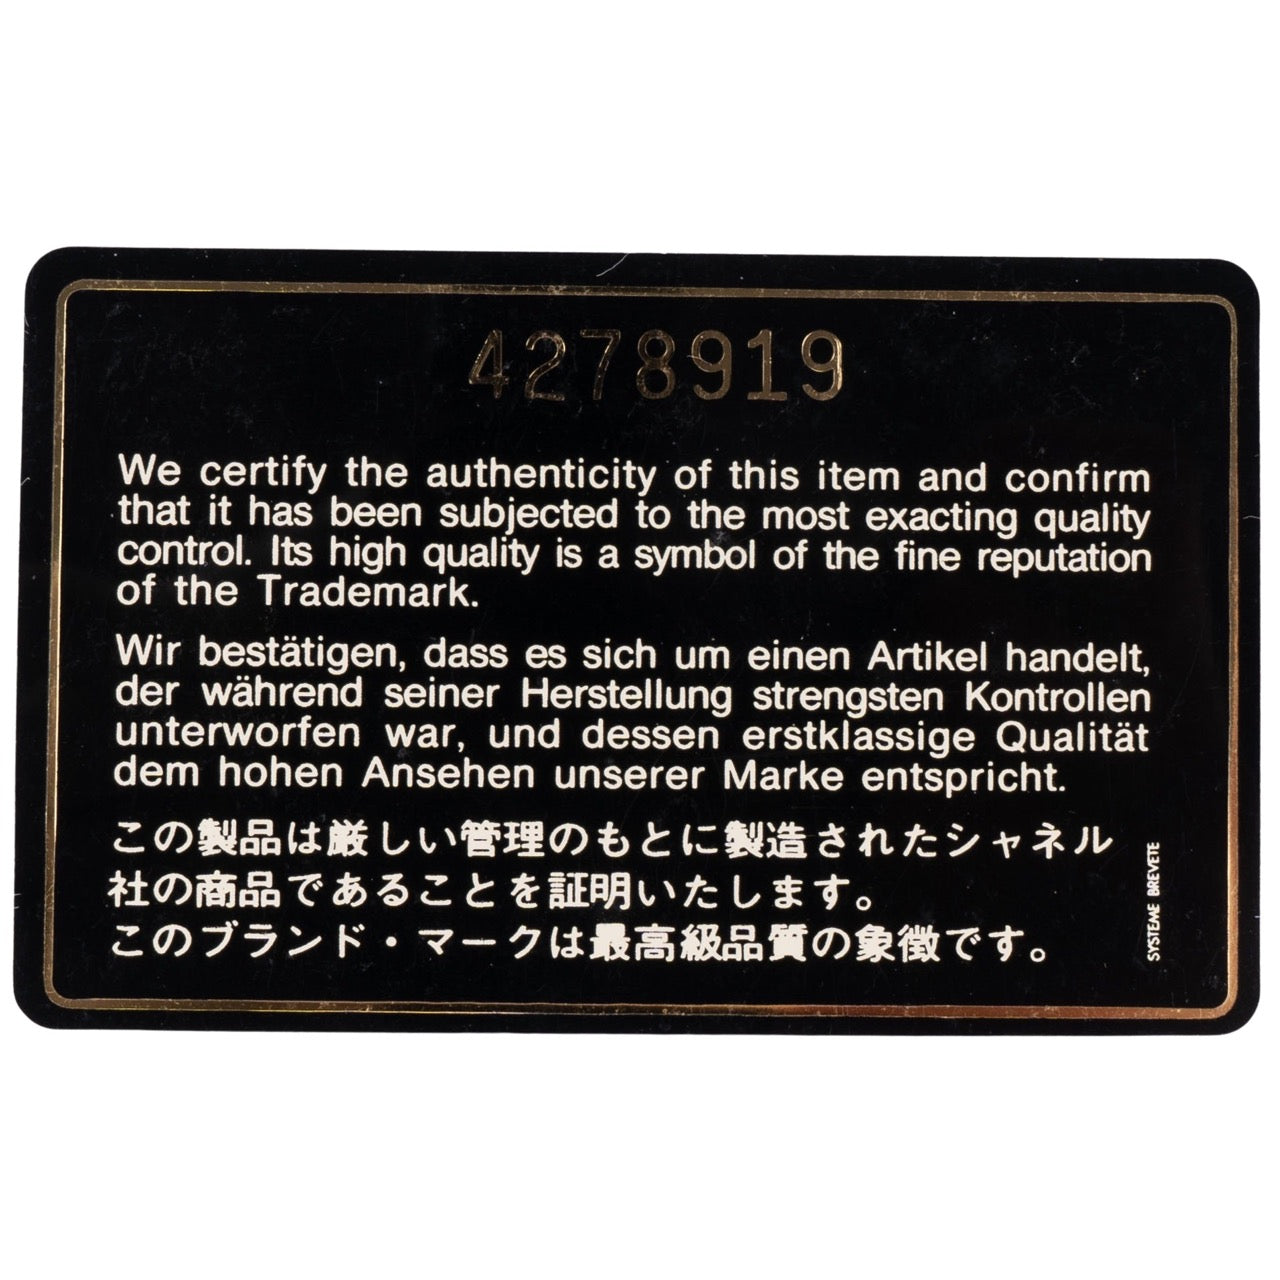 4278919
We certify the authenticity of this item and confirm
that it has been subjected to the most exacting quality
control. Its high quality is a symbol of the fine reputation
of the Trademark.
Wir bestätigen, dass es sich um einen Artikel handelt,
der während seiner Herstellung strengsten Kontrollen
unterworfen war, und dessen erstklassige Qualität
dem hohen Ansehen unserer Marke entspricht.
この製品は厳しい管理のもとに製造されたシャネル
社の商品であることを証明いたします。
このブランド・マークは最高級品質の象徴です。
SYSTEME BREVETE